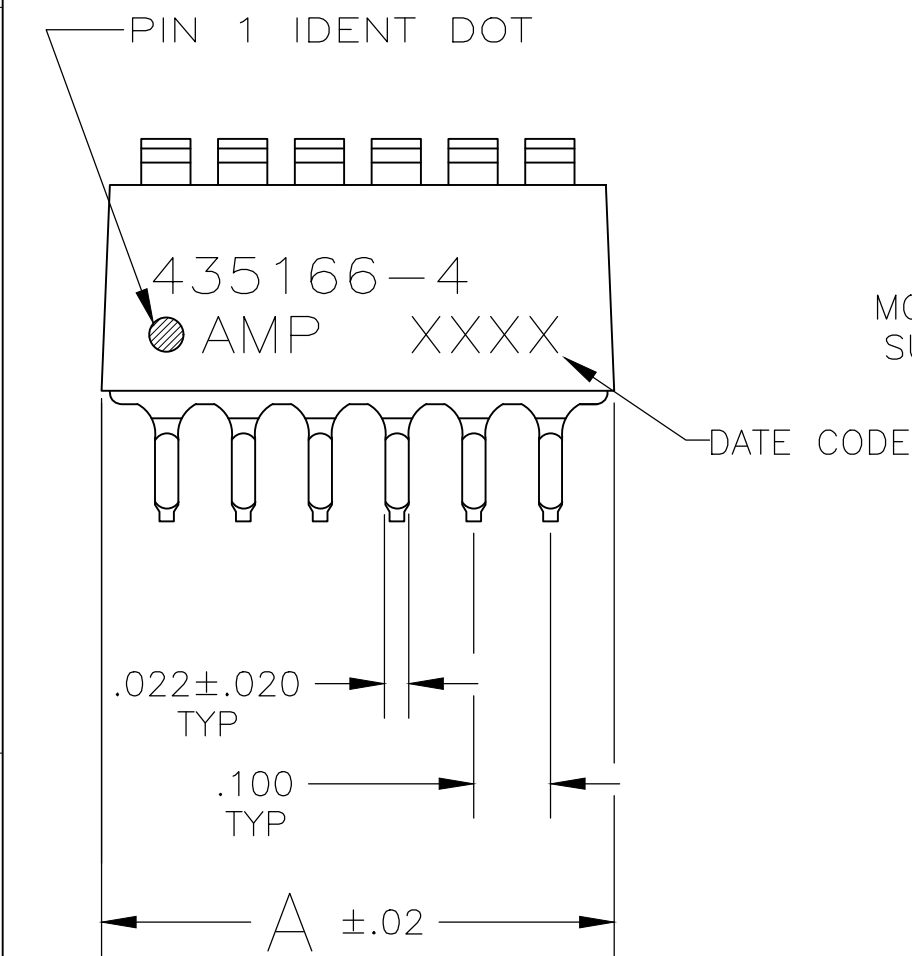 PIN 1 IDENT DOT
435166-4
AMP XXXX
DATE CODE
.022±.020
TYP
.100
TYP
A ±.02